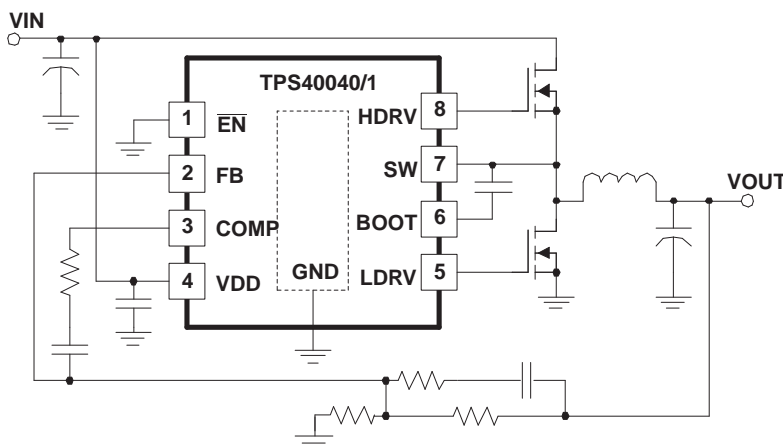 VIN
TPS40040/1
1
EN
HDRV
8
2
FB
SW
7
VOUT
3
COMP
BOOT
6
4
VDD
GND
LDRV
5